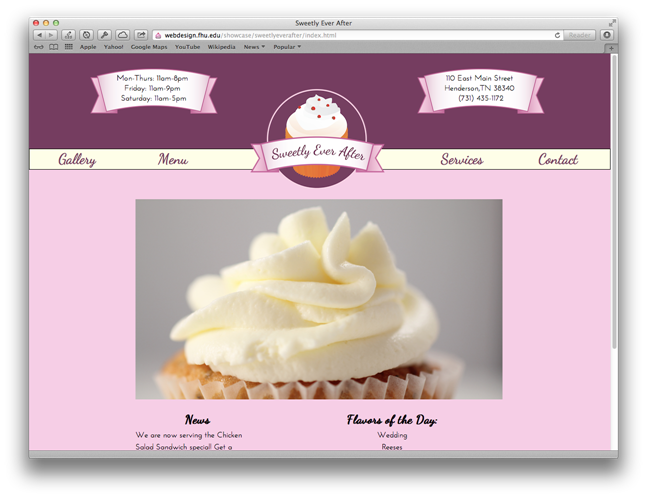 Sweetly Ever After
webdesign.fhu.edu/showcase/sweetlyeverafter/index.html
Reader
Apple Yahoo! Google Maps YouTube Wikipedia News Popular
Mon-Thurs: 11am-8pm
Friday: 11am-9pm
Saturday: 11am-5pm
110 East Main Street
Henderson,TN 38340
(731) 435-1172
Gallery Menu Sweetly Ever After Services Contact
News
We are now serving the Chicken
Salad Sandwich special! Get a
Flavors of the Day:
Wedding
Reeses